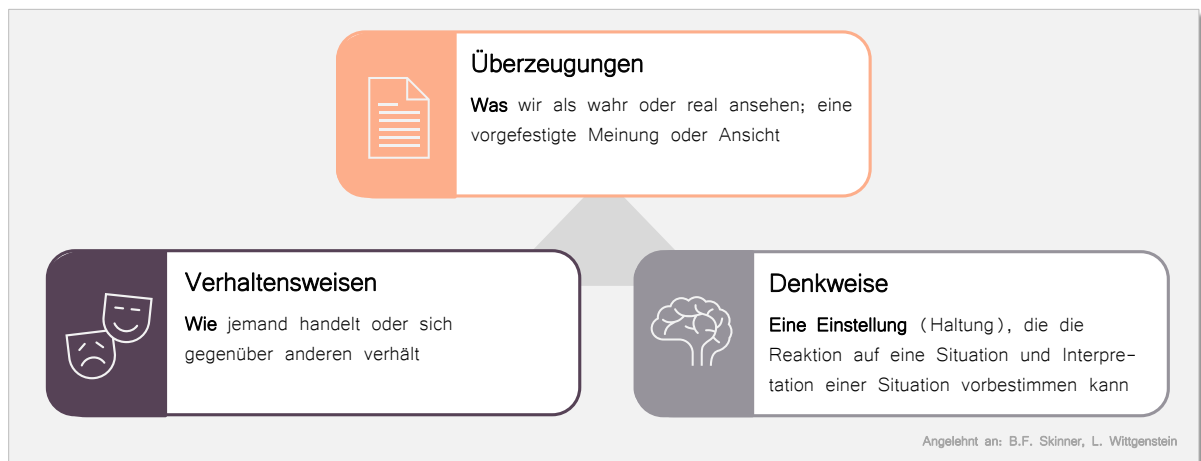 Überzeugungen
Was wir als wahr oder real ansehen; eine
vorgefestigte Meinung oder Ansicht
Verhaltensweisen
Wie jemand handelt oder sich
gegenüber anderen verhält
Denkweise
Eine Einstellung (Haltung), die die
Reaktion auf eine Situation und Interpre-
tation einer Situation vorbestimmen kann
Angelehnt an: B.F. Skinner, L. Wittgenstein